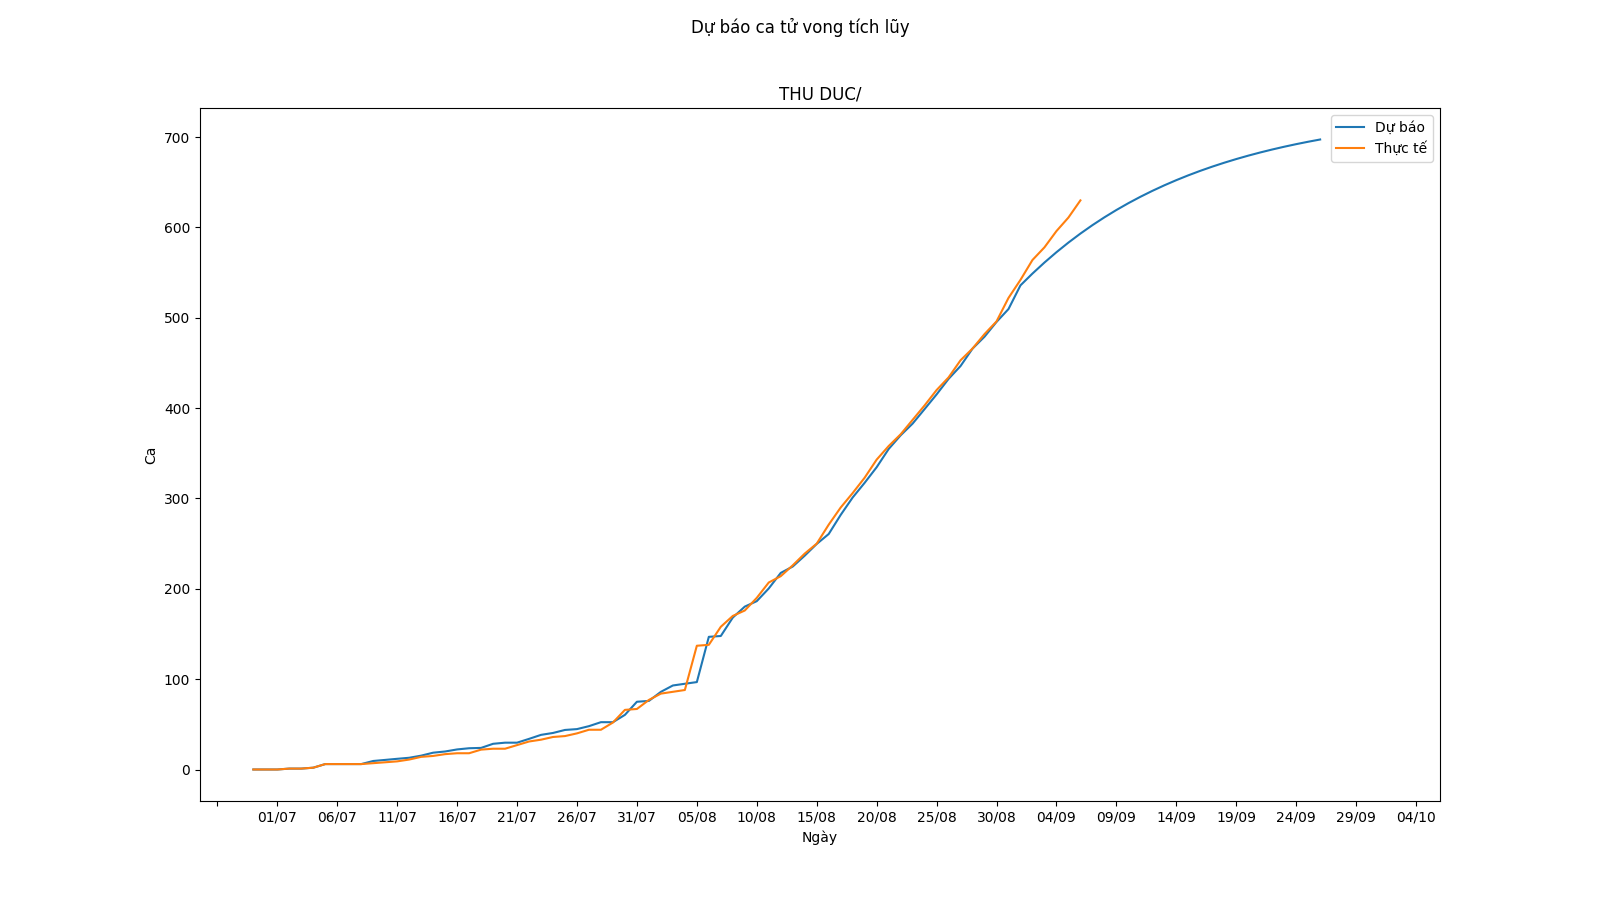 Dự báo ca tử vong tích lũy
THU DUC/
Dự báo
Thực tế
700
600
500
400
300
200
100
0
Ca
01/07 06/07 11/07 16/07 21/07 26/07 31/07 05/08 10/08 15/08 20/08 25/08 30/08 04/09 09/09 14/09 19/09 24/09 29/09 04/10
Ngày